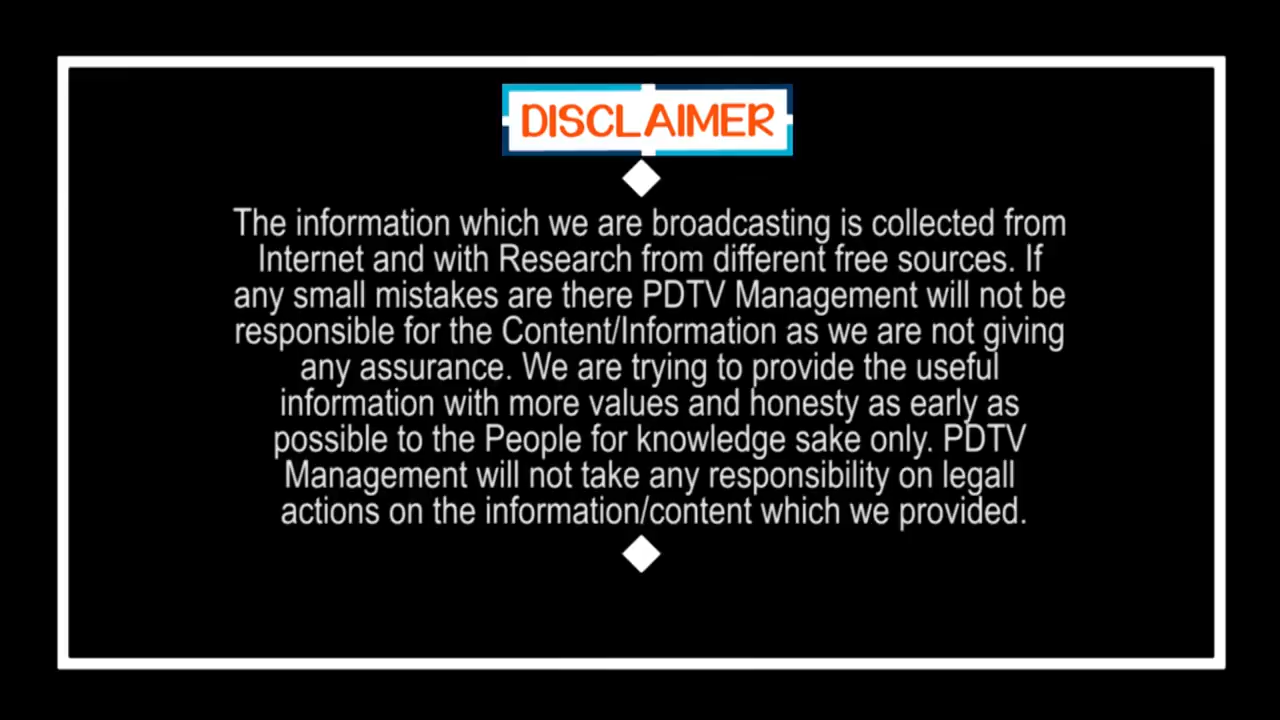 DISCLAIMER
The information which we are broadcasting is collected from
Internet and with Research from different free sources. If
any small mistakes are there PDTV Management will not be
responsible for the Content/Information as we are not giving
any assurance. We are trying to provide the useful
information with more values and honesty as early as
possible to the People for knowledge sake only. PDTV
Management will not take any responsibility on legall
actions on the information/content which we provided.